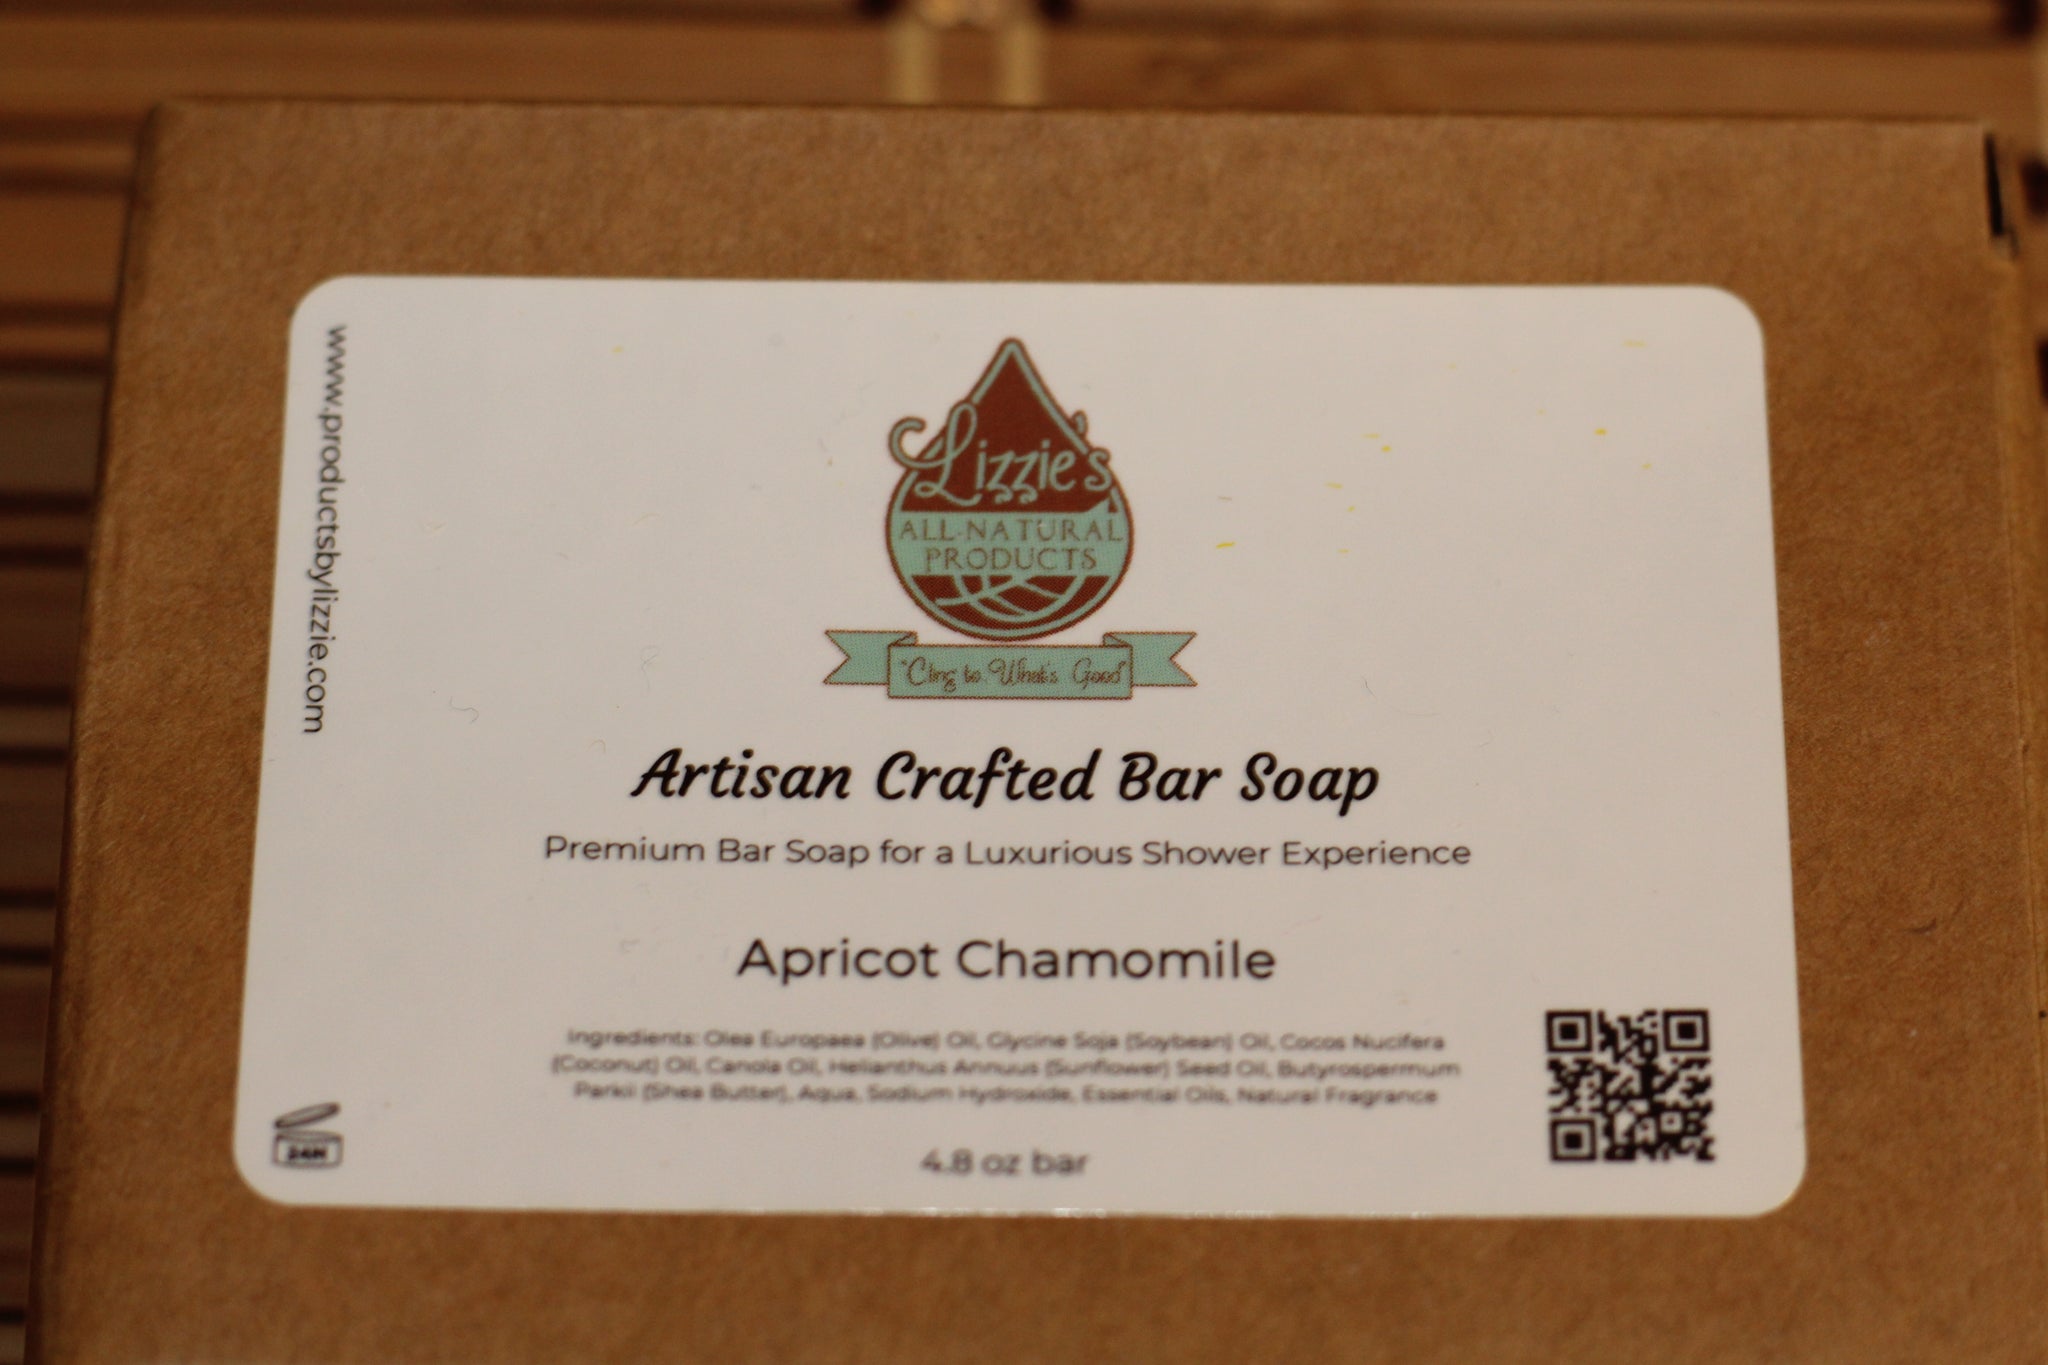 www.productsbylizzie.com
Lizzie's
ALL-NATURAL
PRODUCTS
"Cling to What's Good"
Artisan Crafted Bar Soap
Premium Bar Soap for a Luxurious Shower Experience
Apricot Chamomile
Ingredients: Olea Europaea (Olive) Oil, Glycine Soja (Soybean) Oil, Cocos Nucifera
(Coconut) Oil, Canola Oil, Helianthus Annuus (Sunflower) Seed Oil, Butyrospermum
Parkii (Shea Butter), Aqua, Sodium Hydroxide, Essential Oils, Natural Fragrance
4.8 oz bar
24M